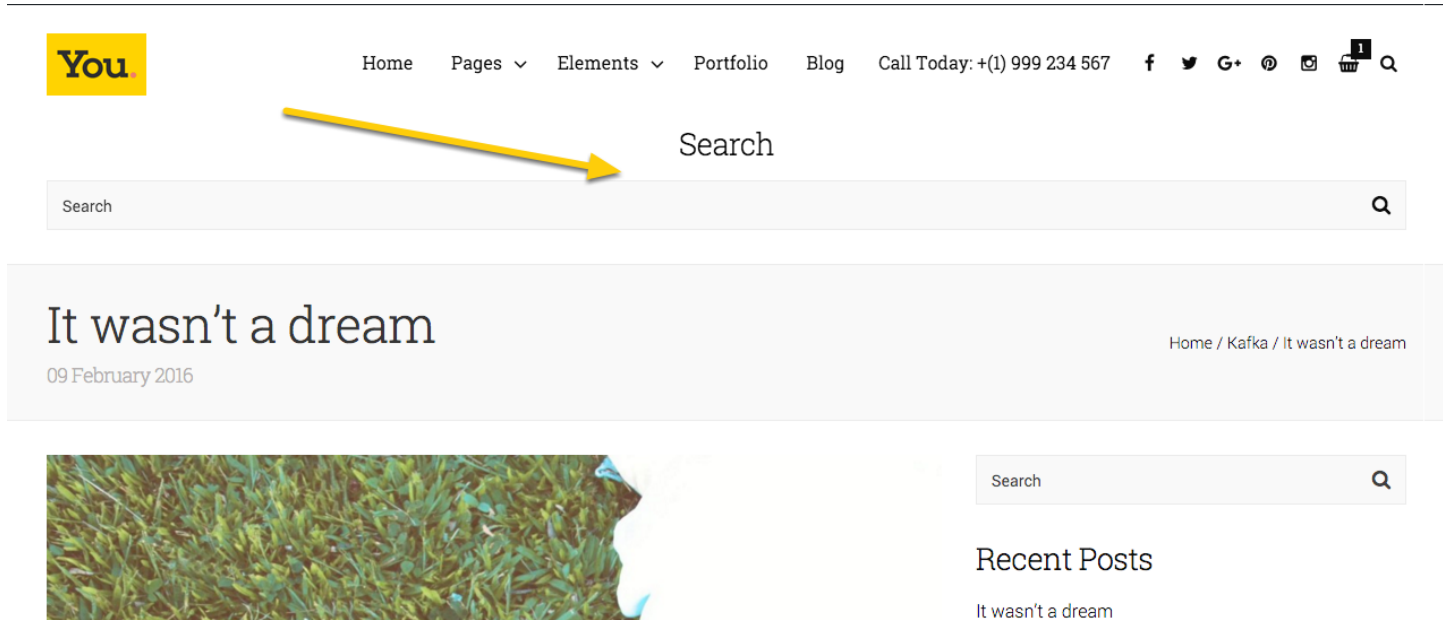 You.
Home Pages Elements Portfolio Blog Call Today: +(1) 999 234 567 G+ 1
Search
Search
It wasn’t a dream
Home / Kafka / It wasn’t a dream
09 February 2016
Search
Recent Posts
It wasn’t a dream